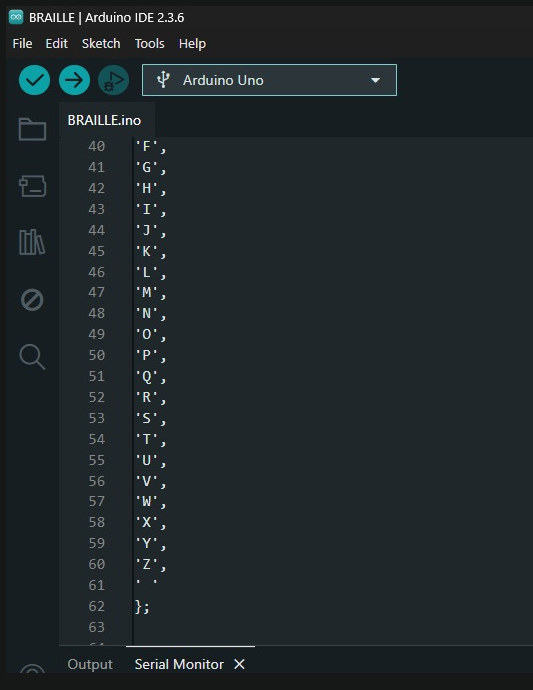 BRAILLE | Arduino IDE 2.3.6
File Edit Sketch Tools Help
Arduino Uno
BRAILLE.ino
40 'F',
41 'G',
42 'H',
43 'I',
44 'J',
45 'K',
46 'L',
47 'M',
48 'N',
49 'O',
50 'P',
51 'Q',
52 'R',
53 'S',
54 'T',
55 'U',
56 'V',
57 'W',
58 'X',
59 'Y',
60 'Z',
61 ' '
62 };
63
Output Serial Monitor